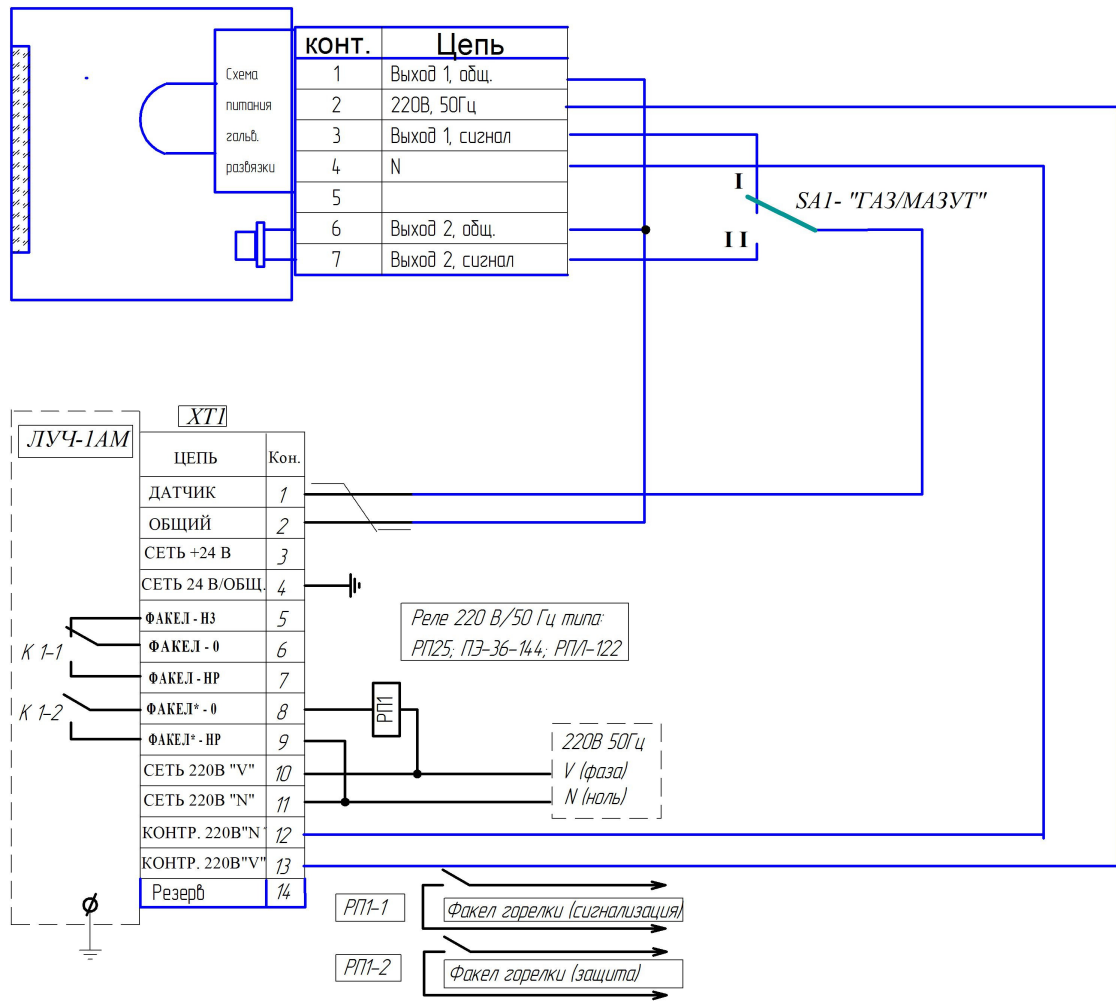 конт. Цепь
Схема
питания
гальв.
развязки
1 Выход 1, общ.
2 220В, 50Гц
3 Выход 1, сигнал
4 N
5
6 Выход 2, общ.
7 Выход 2, сигнал
I
SA1- "ГАЗ/МАЗУТ"
II
XT1
ЛУЧ-1АМ
ЦЕПЬ Кон.
ДАТЧИК 1
ОБЩИЙ 2
СЕТЬ +24 В 3
СЕТЬ 24 В/ОБЩ. 4
ФАКЕЛ - НЗ 5
ФАКЕЛ - 0 6
ФАКЕЛ - НР 7
ФАКЕЛ* - 0 8
ФАКЕЛ* - НР 9
СЕТЬ 220В "V" 10
СЕТЬ 220В "N" 11
КОНТР. 220В"N" 12
КОНТР. 220В"V" 13
Резерв 14
К 1-1
К 1-2
Реле 220 В/50 Гц типа:
РП25; ПЭ-36-144; РПЛ-122
РП1
220В 50Гц
V (фаза)
N (ноль)
РП1-1
Факел горелки (сигнализация)
РП1-2
Факел горелки (защита)